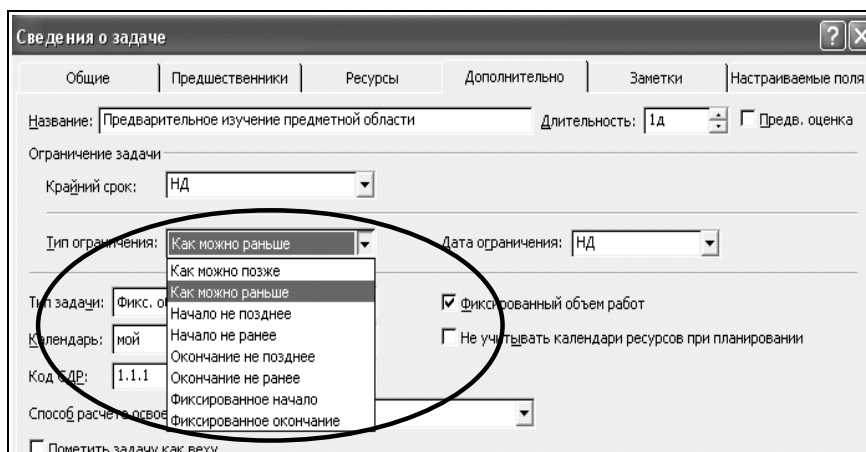 Сведения о задаче
Общие Предшественники Ресурсы Дополнительно Заметки Настраиваемые поля
Название: Предварительное изучение предметной области Длительность: 1д Предв. оценка
Ограничение задачи
Крайний срок: НД
Тип ограничения: Как можно раньше Дата ограничения: НД
Как можно позже
Как можно раньше
Тип задачи: Фикс. Фиксированный объем работ
Начало не позднее
Начало не ранее
Календарь: мой Не учитывать календари ресурсов при планировании
Окончание не позднее
Код СДР: 1.1.1 Окончание не ранее
Фиксированное начало
Способ расчета Фиксированное окончание
Пометить задачу как веху